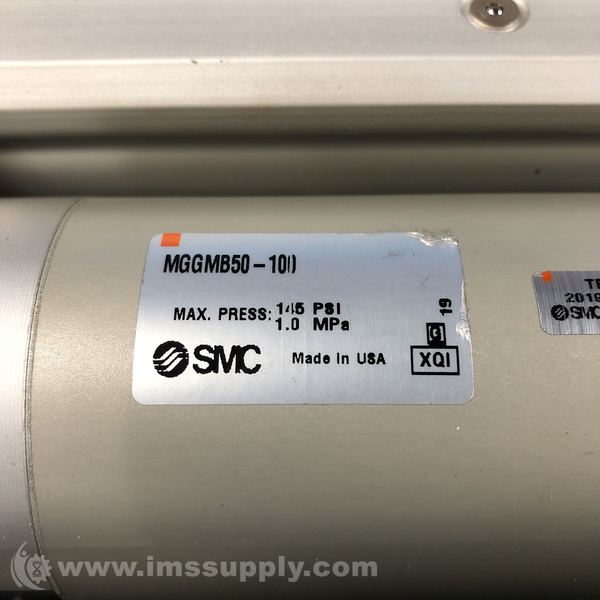 MGGMB50-100
MAX. PRESS: 145 PSI
1.0 MPa
SMC Made In USA
19
XQI
2019
SMC
www.imssupply.com